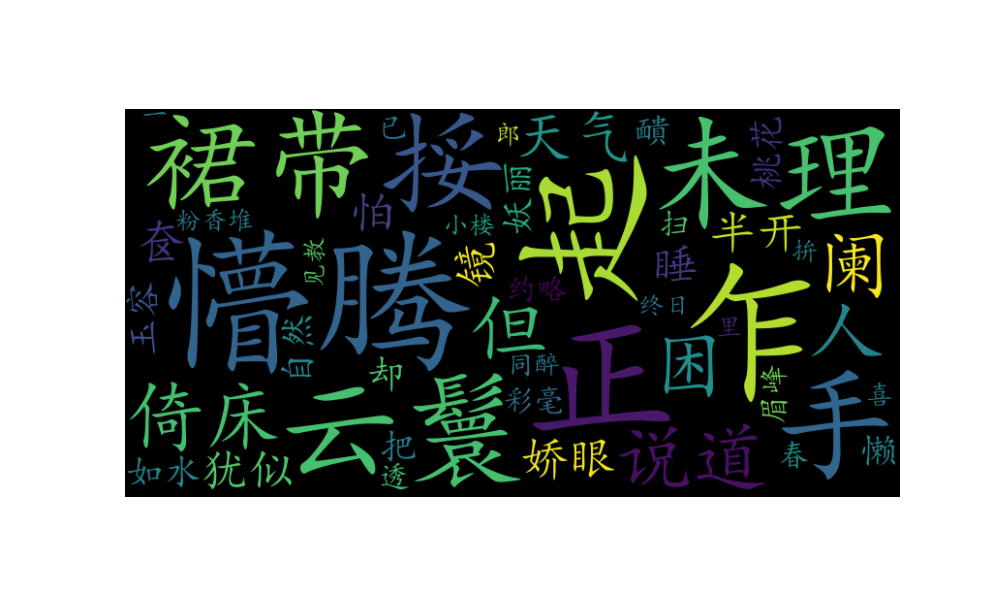 一
裙带
已
挼
郎
天气
皟
未理
桃花
怕
奁
粉香堆
小楼
妖丽
起
扫
半开
拚
阑
睡
懵腾
见教
镜
约略
终日
里
乍
人
玉容
自然
但
却
同醉
彩毫
正
困
眉峰
手
喜
倚床
云鬟
把
透
如水
犹似
娇眼
说道
春
懒